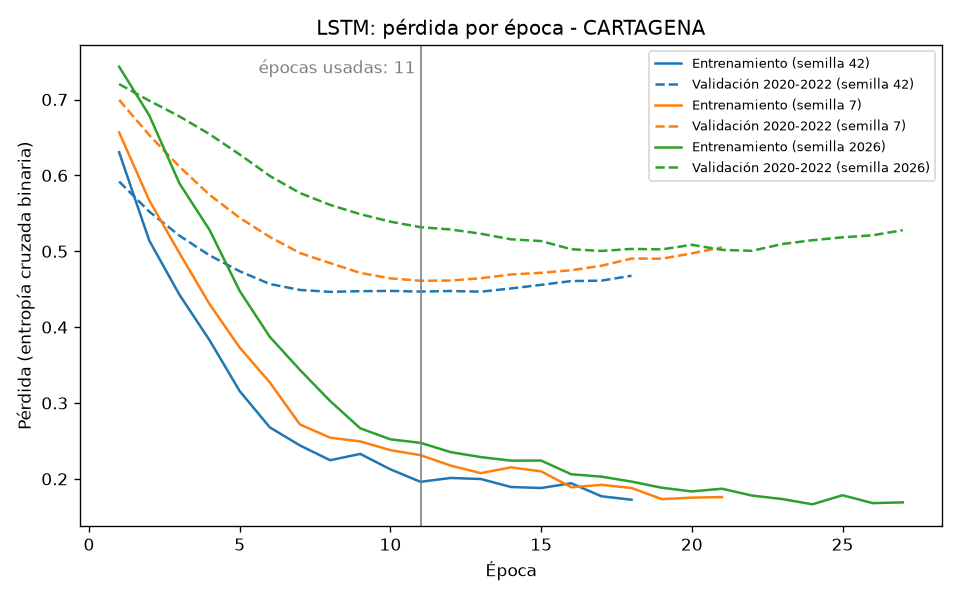 LSTM: pérdida por época - CARTAGENA
épocas usadas: 11
Entrenamiento (semilla 42)
Validación 2020-2022 (semilla 42)
Entrenamiento (semilla 7)
Validación 2020-2022 (semilla 7)
Entrenamiento (semilla 2026)
Validación 2020-2022 (semilla 2026)
Pérdida (entropía cruzada binaria)
0.7
0.6
0.5
0.4
0.3
0.2
0 5 10 15 20 25
Época